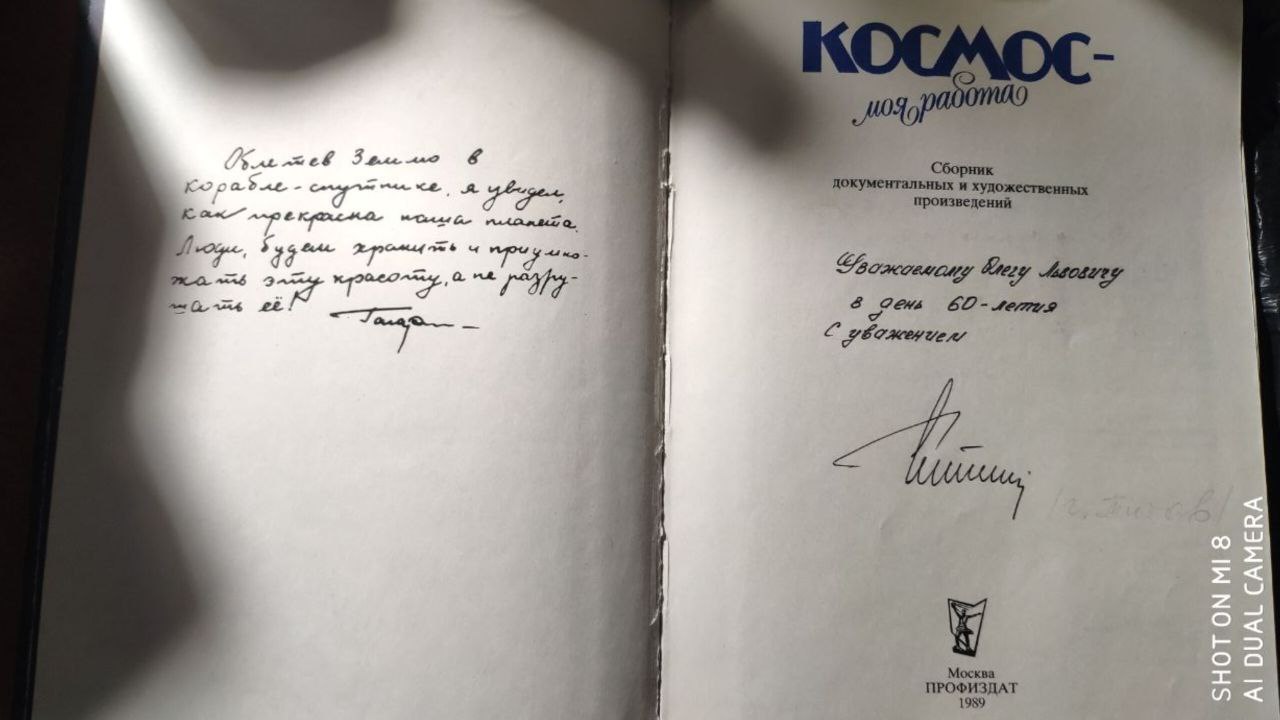 Облетев Землю в
корабле-спутнике, я увидел,
как прекрасна наша планета.
Люди, будем хранить и приумно-
жать эту красоту, а не разру-
шать её!
Гагарин
КОСМОС-
моя работа
Сборник
документальных и художественных
произведений
Уважаемому Олегу Львовичу
в день 60-летия
С уважением
(Г. Титов)
Москва
ПРОФИЗДАТ
1989
SHOT ON MI 8
AI DUAL CAMERA